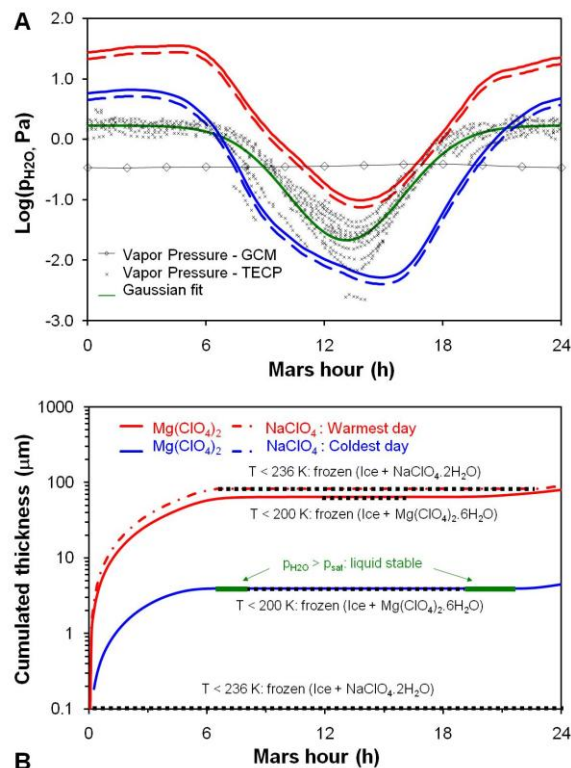 A
2.0
1.0
0.0
-1.0
-2.0
-3.0
Log(pH2O, Pa)
Vapor Pressure - GCM
Vapor Pressure - TECP
Gaussian fit
0 6 12 18 24
Mars hour (h)
1000
100
10
1
0.1
Cumulated thickness (µm)
Mg(ClO4)2 NaClO4 : Warmest day
Mg(ClO4)2 NaClO4 : Coldest day
T < 236 K: frozen (Ice + NaClO4.2H2O)
T < 200 K: frozen (Ice + Mg(ClO4)2.6H2O)
pH2O > psat: liquid stable
T < 200 K: frozen (Ice + Mg(ClO4)2.6H2O)
T < 236 K: frozen (Ice + NaClO4.2H2O)
0 6 12 18 24
Mars hour (h)
B